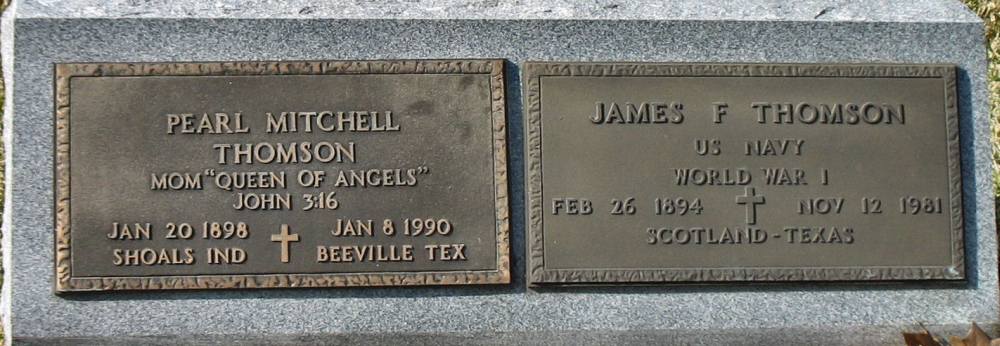 PEARL MITCHELL
THOMSON
MOM "QUEEN OF ANGELS"
JOHN 3:16
JAN 20 1898 JAN 8 1990
SHOALS IND BEEVILLE TEX
JAMES F THOMSON
US NAVY
WORLD WAR I
FEB 26 1894 NOV 12 1981
SCOTLAND-TEXAS